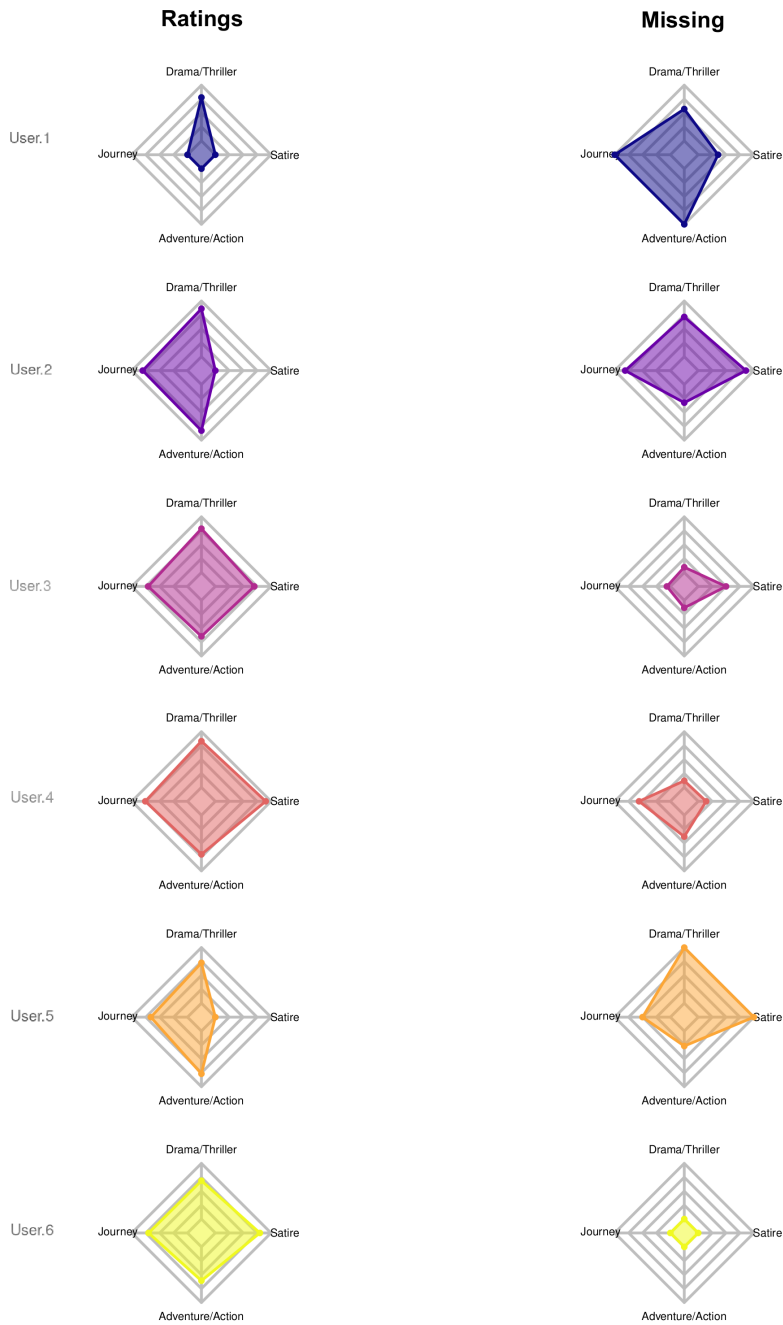 Ratings Missing
Drama/Thriller Drama/Thriller
User.1 Journey Satire Journey Satire
Adventure/Action Adventure/Action
Drama/Thriller Drama/Thriller
User.2 Journey Satire Journey Satire
Adventure/Action Adventure/Action
Drama/Thriller Drama/Thriller
User.3 Journey Satire Journey Satire
Adventure/Action Adventure/Action
Drama/Thriller Drama/Thriller
User.4 Journey Satire Journey Satire
Adventure/Action Adventure/Action
Drama/Thriller Drama/Thriller
User.5 Journey Satire Journey Satire
Adventure/Action Adventure/Action
Drama/Thriller Drama/Thriller
User.6 Journey Satire Journey Satire
Adventure/Action Adventure/Action